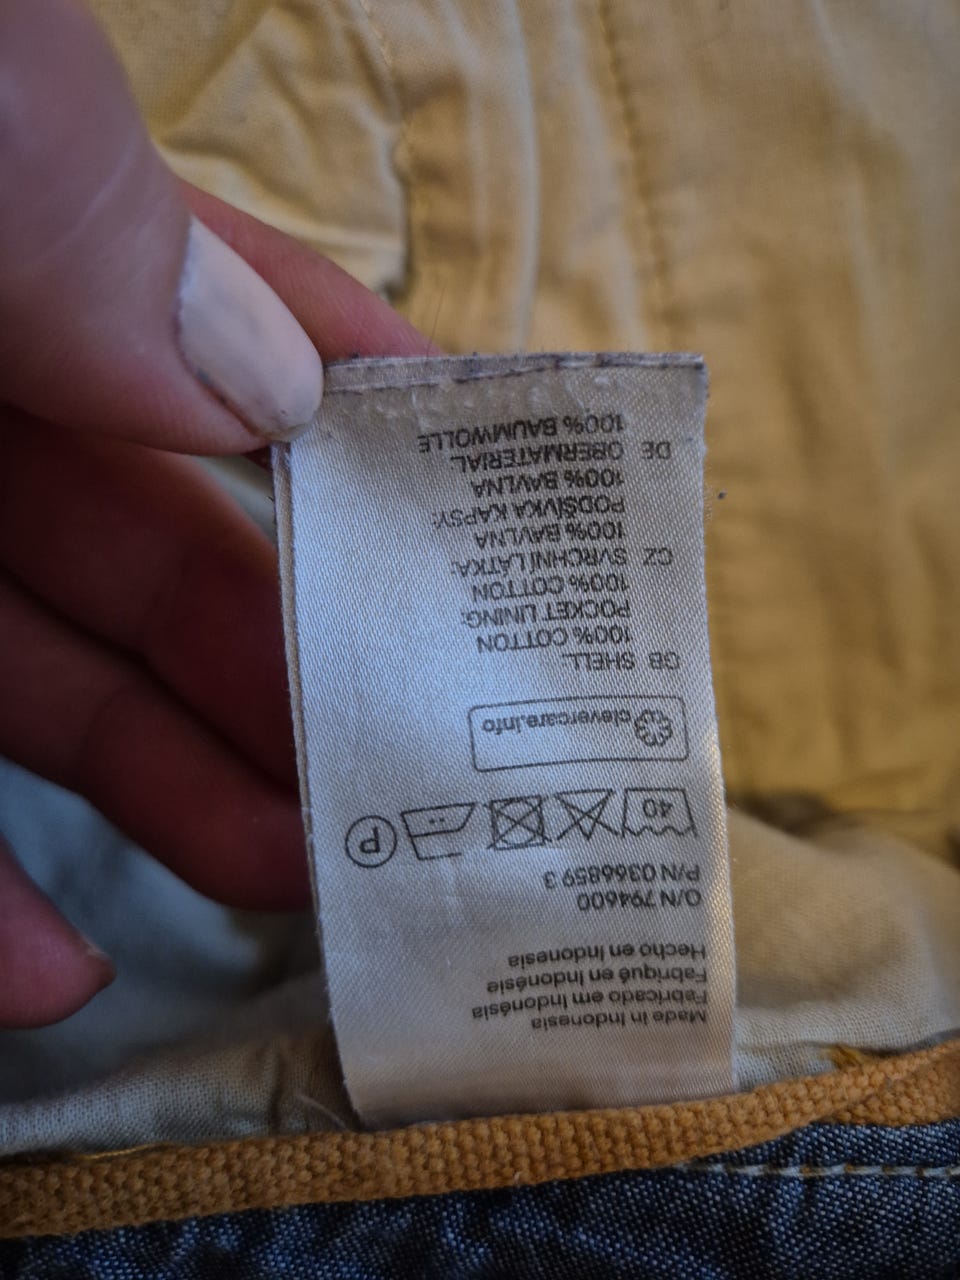 Made in Indonesia
Fabricado em Indonésia
Fabriqué en Indonésie
Hecho en Indonesia
O/N 794600
P/N 0366859 3
40 P
clevercare.info
GB SHELL:
100% COTTON
POCKET LINING:
100% COTTON
CZ SVRCHNÍ LÁTKA:
100% BAVLNA
PODŠÍVKA KAPSY:
100% BAVLNA
DE OBERMATERIAL
100% BAUMWOLLE